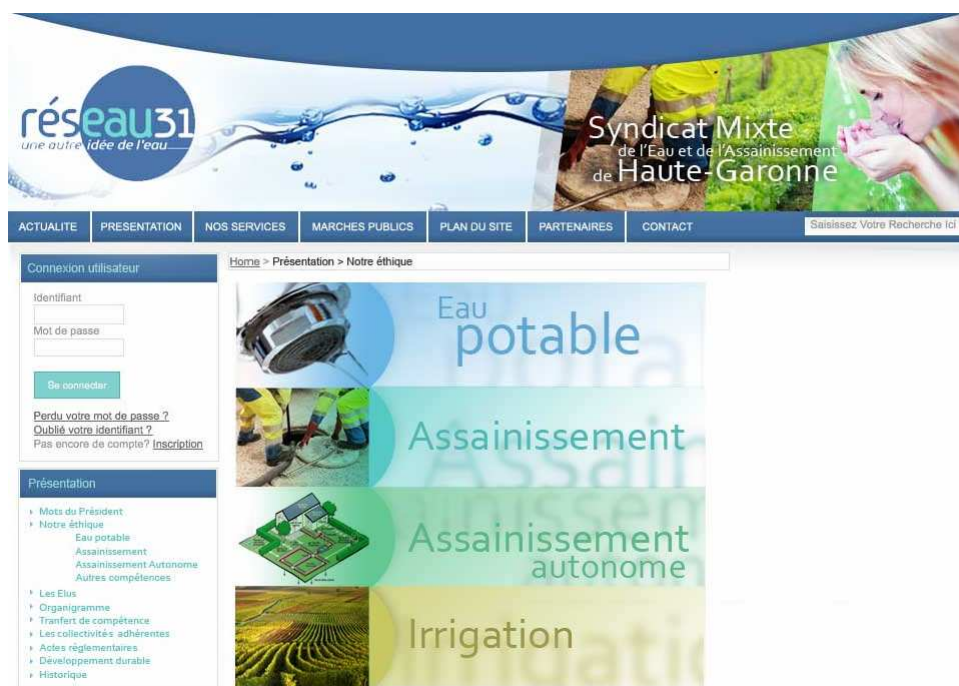 réseau31
une autre idée de l'eau
Syndicat Mixte
de l'Eau et de l'Assainissement
de Haute-Garonne
ACTUALITE PRESENTATION NOS SERVICES MARCHES PUBLICS PLAN DU SITE PARTENAIRES CONTACT Saisissez Votre Recherche Ici
Connexion utilisateur
Identifiant
Mot de passe
Se connecter
Perdu votre mot de passe ?
Oublié votre identifiant ?
Pas encore de compte? Inscription
Présentation
Mots du Président
Notre éthique
Eau potable
Assainissement
Assainissement Autonome
Autres compétences
Les Elus
Organigramme
Tranfert de compétence
Les collectivités adhérentes
Actes réglementaires
Développement durable
Historique
Home > Présentation > Notre éthique
Eau
potable
Assainissement
Assainissement
autonome
Irrigation